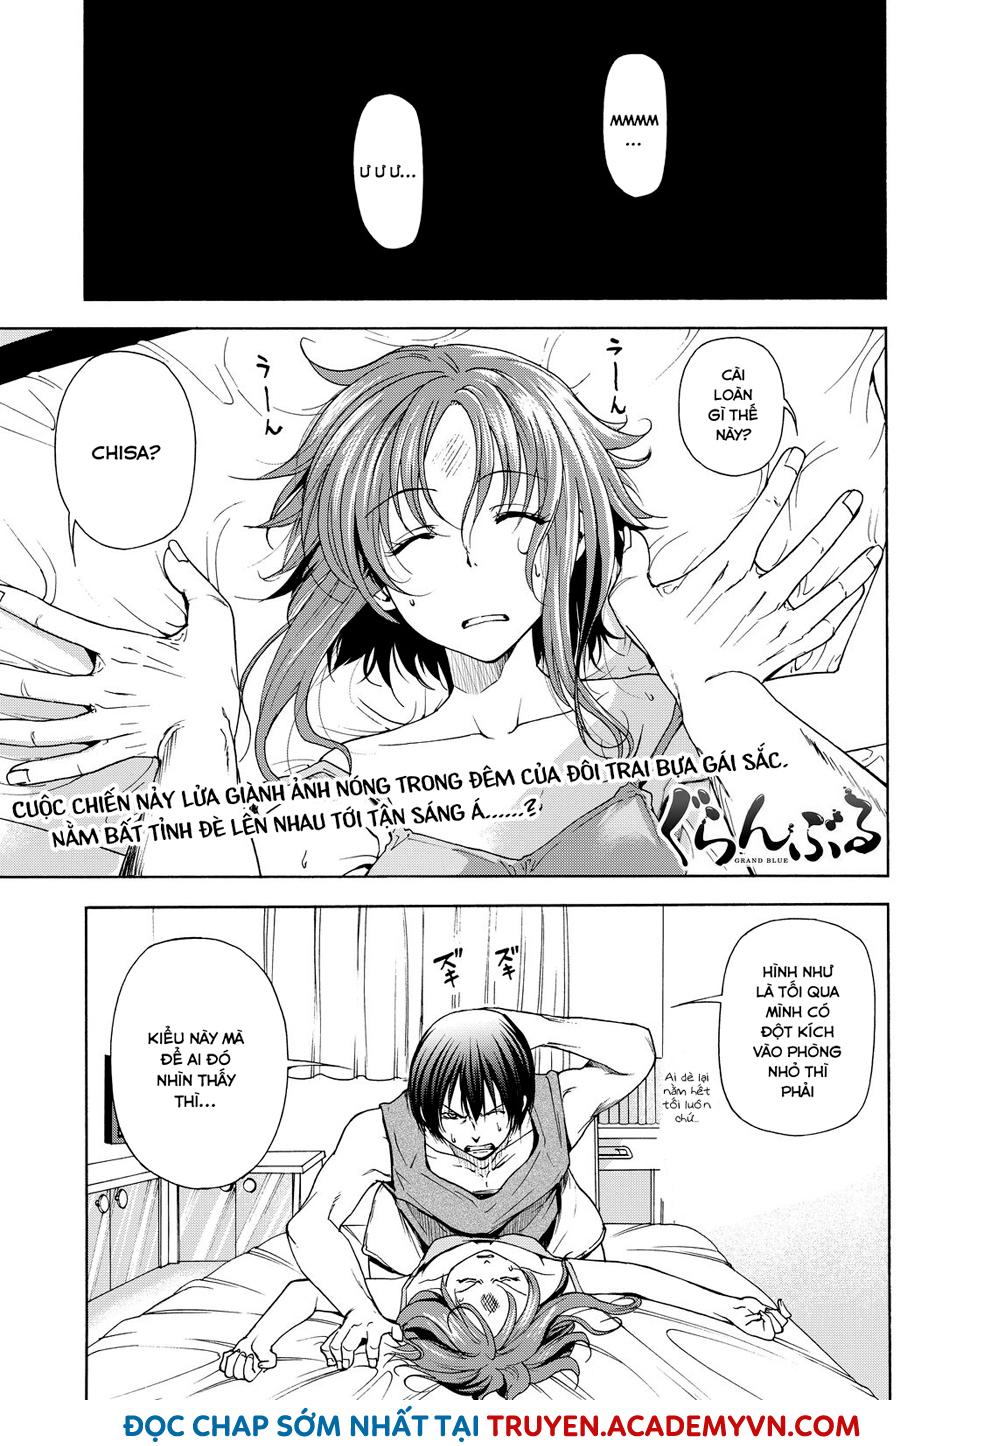 MMMM
...
Ư Ư Ư...
うーん
CÁI
LOÀN
GÌ THẾ
NÀY?
うーん
CHISA?
CUỘC CHIẾN NẢY LỬA GIÀNH ẢNH NÓNG TRONG ĐÊM CỦA ĐÔI TRAI BỰA GÁI SẮC.
NẰM BẤT TỈNH ĐÈ LÊN NHAU TỚI TẬN SÁNG Á......?
ぐらんぶる
GRAND BLUE
HÌNH NHƯ
LÀ TỐI QUA
MÌNH CÓ
ĐỘT KÍCH
VÀO PHÒNG
NHỎ THÌ
PHẢI
Ai dè lại
nằm hết
tối luôn
chứ...
ズキ
ズキ
KIỂU NÀY MÀ
ĐỂ AI ĐÓ
NHÌN THẤY
THÌ...
ĐỌC CHAP SỚM NHẤT TẠI TRUYEN.ACADEMYVN.COM